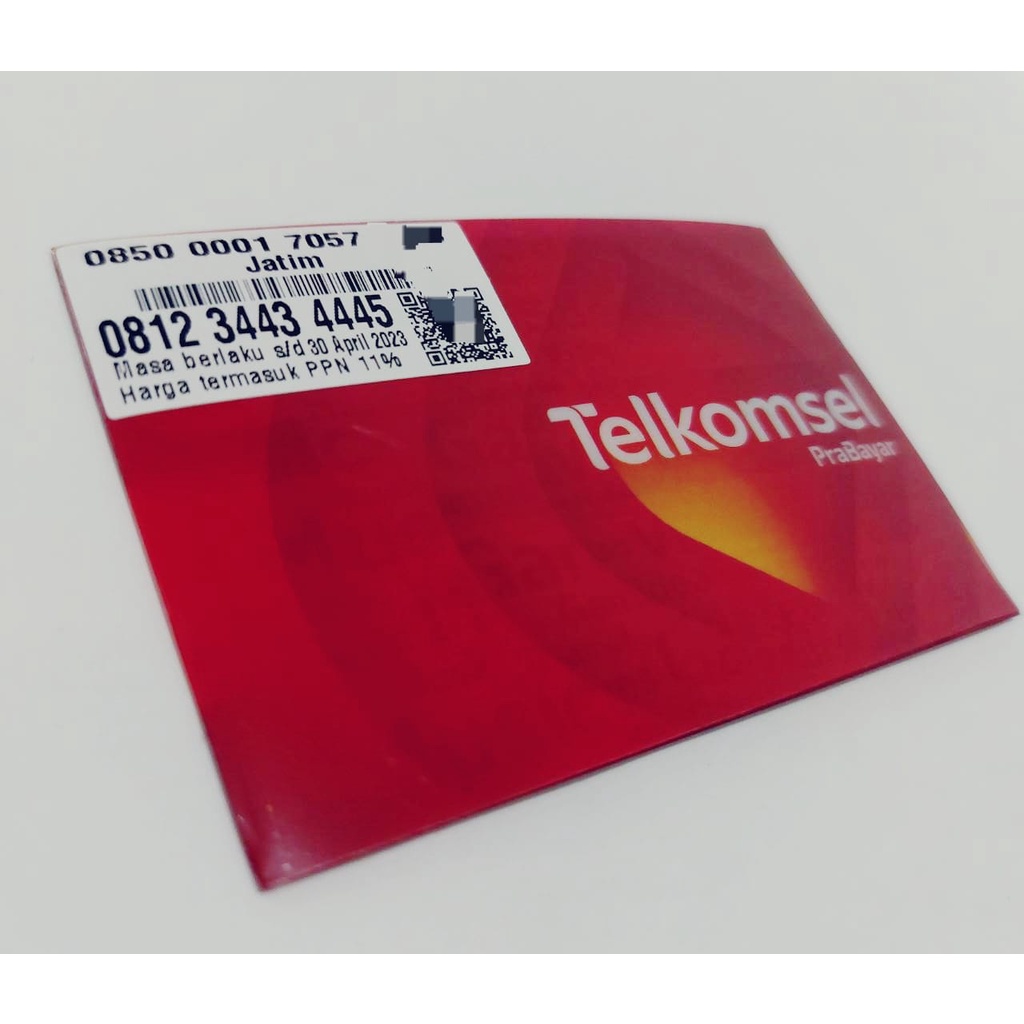 0850 0001 7057
Jatim
0812 3443 4445
Masa berlaku s/d 30 April 2023
Harga termasuk PPN 11%
Telkomsel
PraBayar